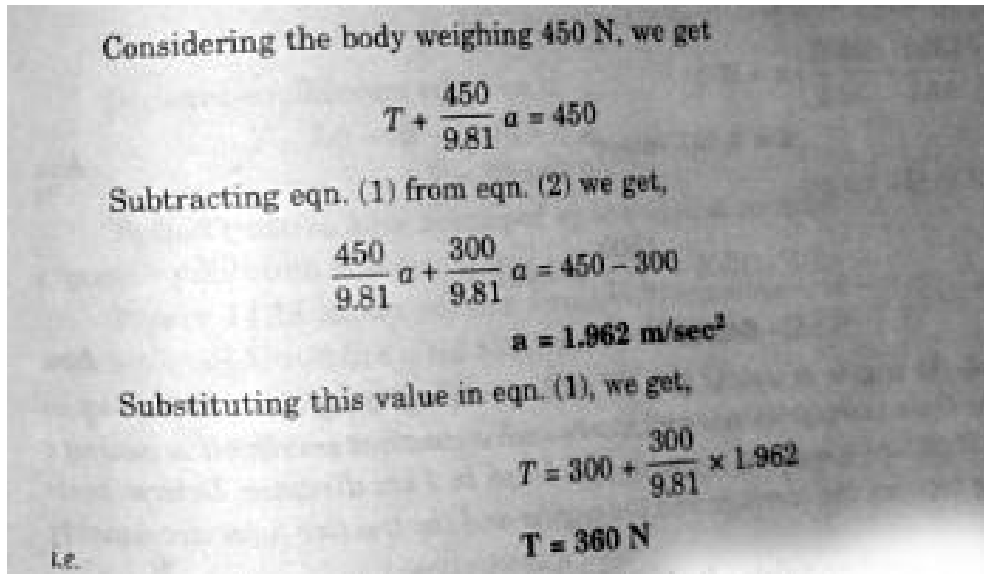 Considering the body weighing 450 N, we get
T + 450/9.81 a = 450
Subtracting eqn. (1) from eqn. (2) we get,
450/9.81 a + 300/9.81 a = 450 – 300
a = 1.962 m/sec²
Substituting this value in eqn. (1), we get,
T = 300 + 300/9.81 × 1.962
i.e. T = 360 N